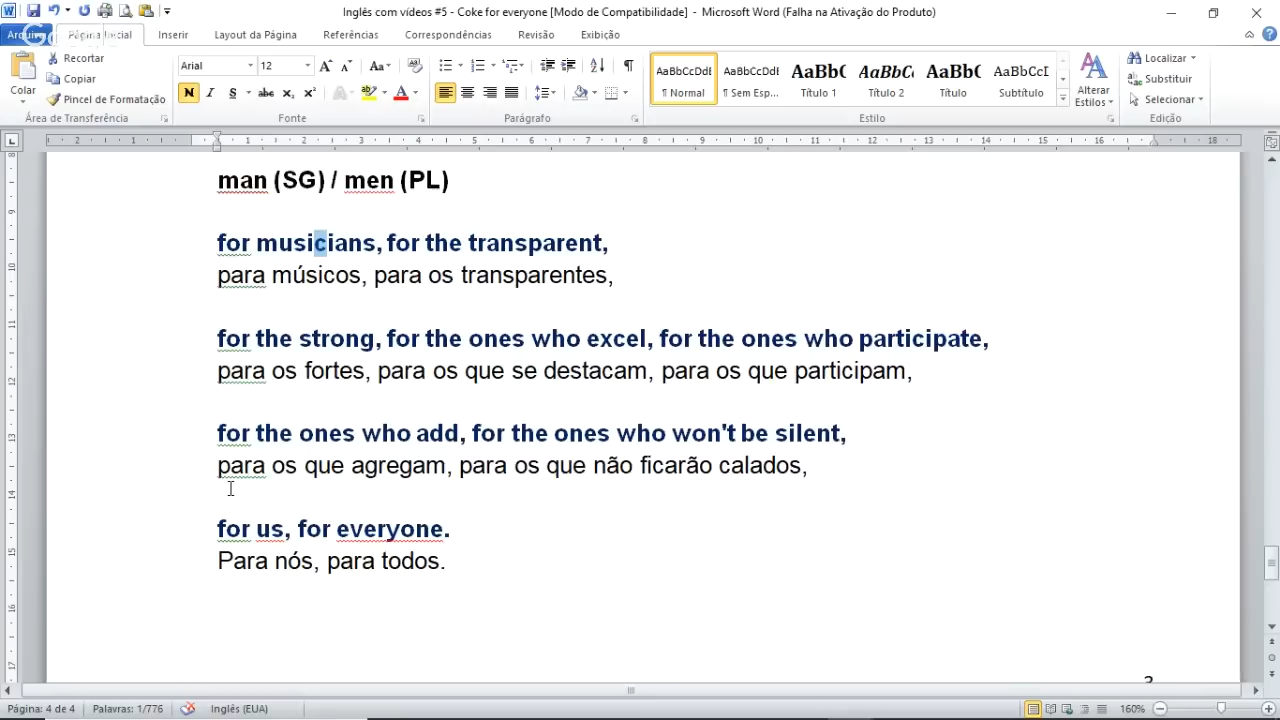 Inglês com vídeos #5 - Coke for everyone [Modo de Compatibilidade] - Microsoft Word (Falha na Ativação do Produto)
Arquivo Página Inicial Inserir Layout da Página Referências Correspondências Revisão Exibição
Colar
Recortar
Copiar
Pincel de Formatação
Área de Transferência
Arial 12
Fonte
Parágrafo
AaBbCcDdE AaBbCcDdE AaBbC AaBbCc AaBbC AaBbCcI
¶ Normal ¶ Sem Esp... Título 1 Título 2 Título Subtítulo
Alterar Estilos
Estilo
Localizar
Substituir
Selecionar
Edição
man (SG) / men (PL)
for musicians, for the transparent,
para músicos, para os transparentes,
for the strong, for the ones who excel, for the ones who participate,
para os fortes, para os que se destacam, para os que participam,
for the ones who add, for the ones who won't be silent,
para os que agregam, para os que não ficarão calados,
for us, for everyone.
Para nós, para todos.
Página: 4 de 4 Palavras: 1/776 Inglês (EUA) 160%